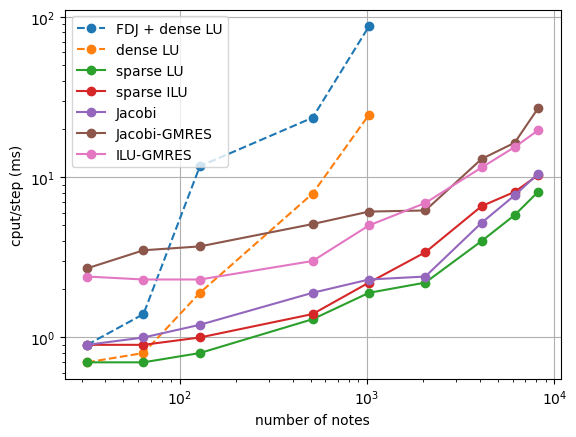 FDJ + dense LU
dense LU
sparse LU
sparse ILU
Jacobi
Jacobi-GMRES
ILU-GMRES
cput/step (ms)
10²
10¹
10⁰
10² 10³ 10⁴
number of notes